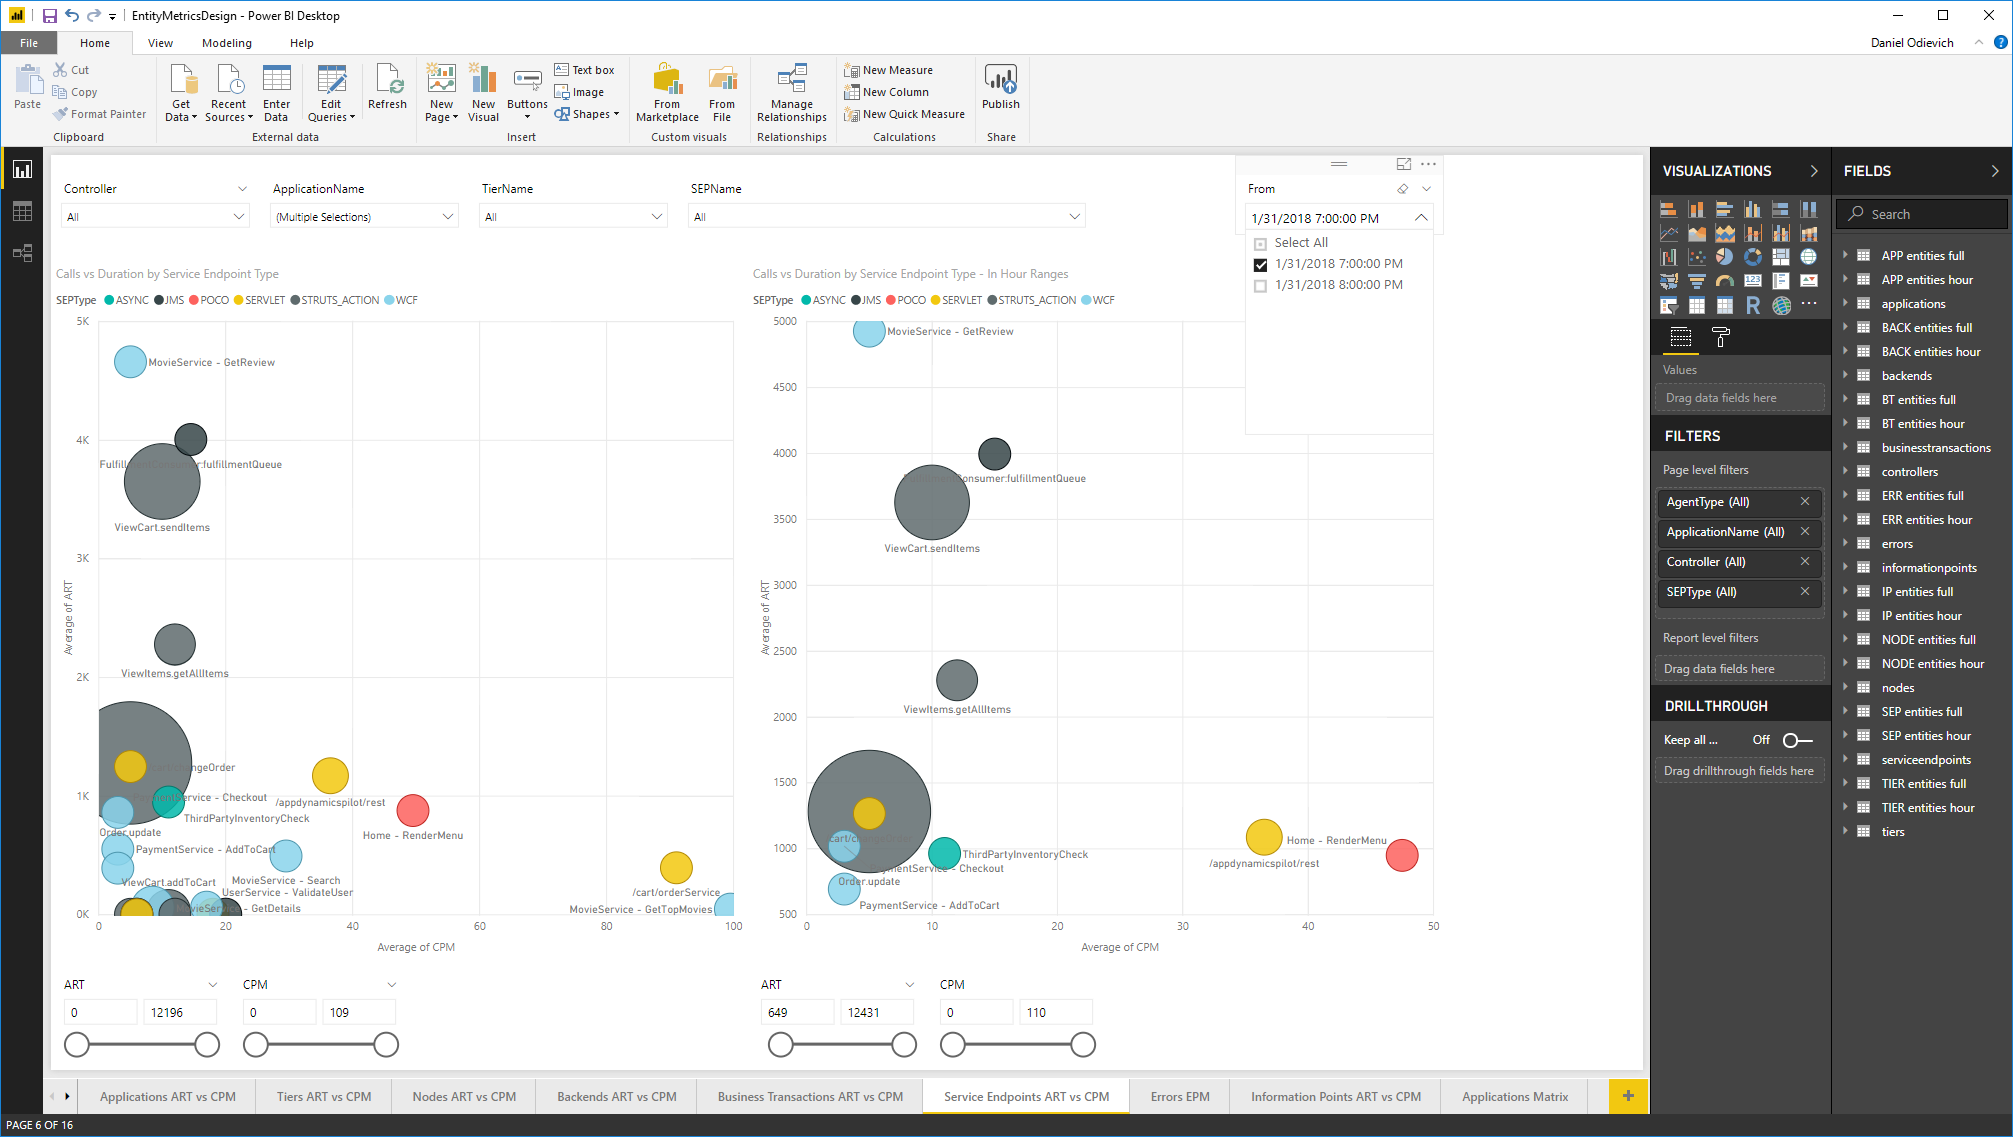 EntityMetricsDesign - Power BI Desktop
File
Home
View
Modeling
Help
Daniel Odievich
Paste
Cut
Copy
Format Painter
Clipboard
Get Data
Recent Sources
Enter Data
Edit Queries
Refresh
External data
New Page
New Visual
Buttons
Text box
Image
Shapes
Insert
From Marketplace
From File
Custom visuals
Manage Relationships
Relationships
New Measure
New Column
New Quick Measure
Calculations
Publish
Share
Controller
All
ApplicationName
(Multiple Selections)
TierName
All
SEPName
All
From
1/31/2018 7:00:00 PM
Select All
1/31/2018 7:00:00 PM
1/31/2018 8:00:00 PM
Calls vs Duration by Service Endpoint Type
SEPType ASYNC JMS POCO SERVLET STRUTS_ACTION WCF
5K
4K
3K
2K
1K
0K
Average of ART
MovieService - GetReview
:fulfillmentQueue
ViewCart.sendItems
ViewItems.getAllItems
PaymentService - Checkout
/appdynamicspilot/rest
ThirdPartyInventoryCheck
Order.update
Home - RenderMenu
PaymentService - AddToCart
ViewCart.addToCart
MovieService - Search
UserService - ValidateUser
/cart/orderService
MovieService - GetDetails
MovieService - GetTopMovies
0 20 40 60 80 100
Average of CPM
Calls vs Duration by Service Endpoint Type - In Hour Ranges
SEPType ASYNC JMS POCO SERVLET STRUTS_ACTION WCF
5000
4500
4000
3500
3000
2500
2000
1500
1000
500
Average of ART
MovieService - GetReview
Consumer:fulfillmentQueue
ViewCart.sendItems
ViewItems.getAllItems
Home - RenderMenu
ThirdPartyInventoryCheck
/appdynamicspilot/rest
PaymentService - Checkout
Order.update
PaymentService - AddToCart
0 10 20 30 40 50
Average of CPM
ART
0
12196
CPM
0
109
ART
649
12431
CPM
0
110
Applications ART vs CPM
Tiers ART vs CPM
Nodes ART vs CPM
Backends ART vs CPM
Business Transactions ART vs CPM
Service Endpoints ART vs CPM
Errors EPM
Information Points ART vs CPM
Applications Matrix
PAGE 6 OF 16
VISUALIZATIONS
R
Values
Drag data fields here
FILTERS
Page level filters
AgentType (All)
ApplicationName (All)
Controller (All)
SEPType (All)
Report level filters
Drag data fields here
DRILLTHROUGH
Keep all ... Off
Drag drillthrough fields here
FIELDS
Search
APP entities full
APP entities hour
applications
BACK entities full
BACK entities hour
backends
BT entities full
BT entities hour
businesstransactions
controllers
ERR entities full
ERR entities hour
errors
informationpoints
IP entities full
IP entities hour
NODE entities full
NODE entities hour
nodes
SEP entities full
SEP entities hour
serviceendpoints
TIER entities full
TIER entities hour
tiers